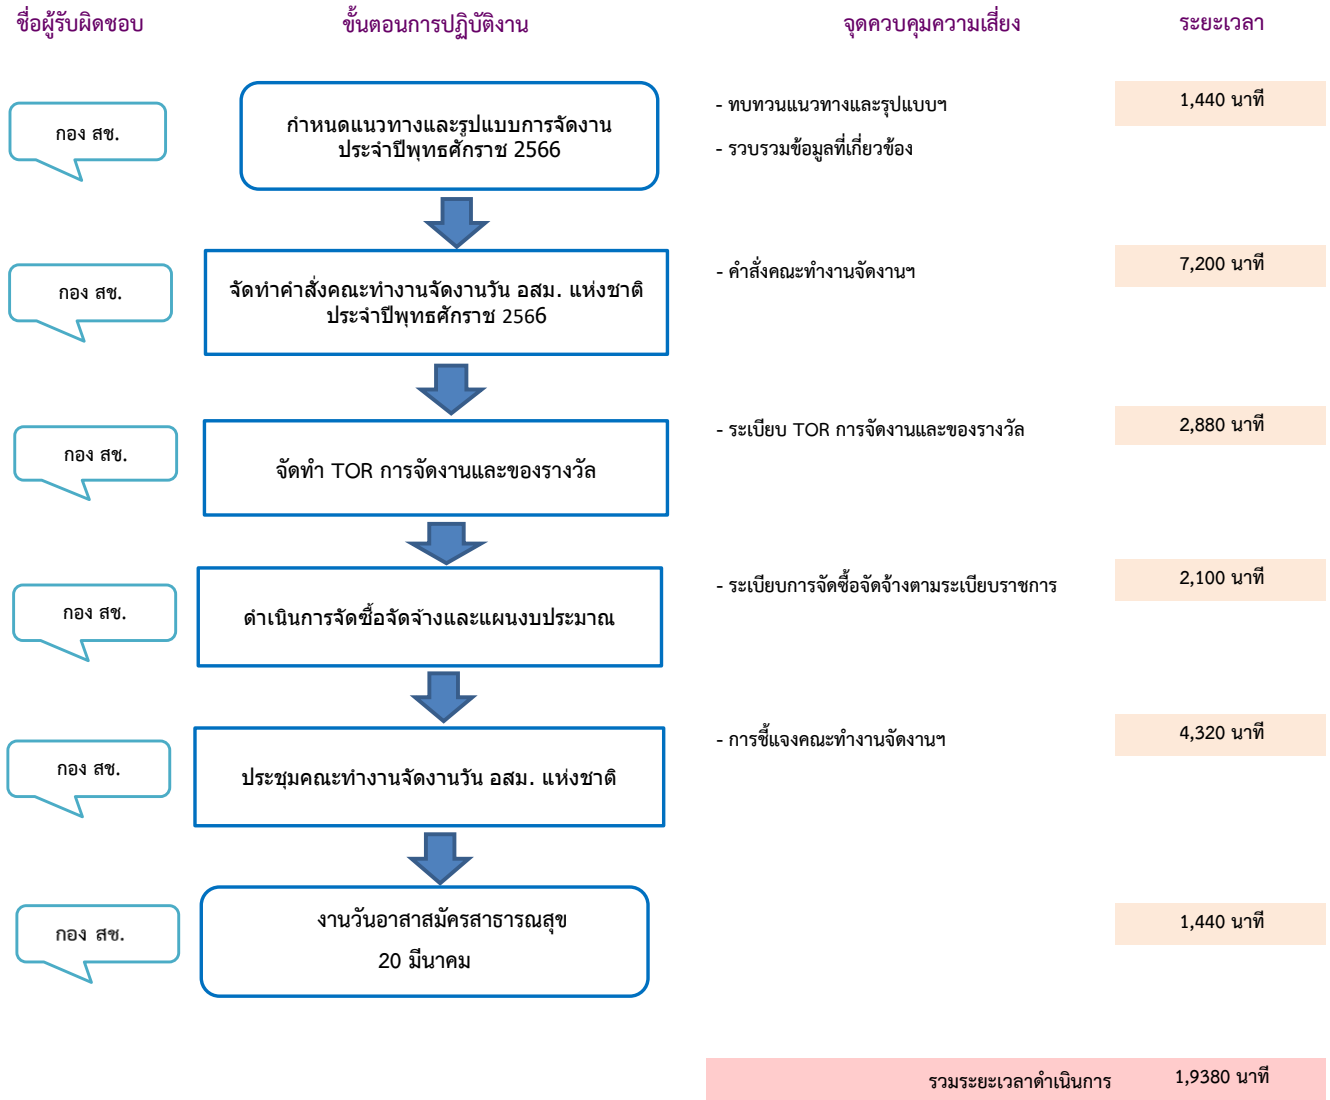 ชื่อผู้รับผิดชอบ ขั้นตอนการปฏิบัติงาน จุดควบคุมความเสี่ยง ระยะเวลา
กอง สช.
กำหนดแนวทางและรูปแบบการจัดงาน
ประจำปีพุทธศักราช 2566
- ทบทวนแนวทางและรุปแบบฯ
- รวบรวมข้อมูลที่เกี่ยวข้อง
1,440 นาที
กอง สช.
จัดทำคำสั่งคณะทำงานจัดงานวัน อสม. แห่งชาติ
ประจำปีพุทธศักราช 2566
- คำสั่งคณะทำงานจัดงานฯ
7,200 นาที
กอง สช.
จัดทำ TOR การจัดงานและของรางวัล
- ระเบียบ TOR การจัดงานและของรางวัล
2,880 นาที
กอง สช.
ดำเนินการจัดซื้อจัดจ้างและแผนงบประมาณ
- ระเบียบการจัดซื้อจัดจ้างตามระเบียบราชการ
2,100 นาที
กอง สช.
ประชุมคณะทำงานจัดงานวัน อสม. แห่งชาติ
- การชี้แจงคณะทำงานจัดงานฯ
4,320 นาที
กอง สช.
งานวันอาสาสมัครสาธารณสุข
20 มีนาคม
1,440 นาที
รวมระยะเวลาดำเนินการ 1,9380 นาที